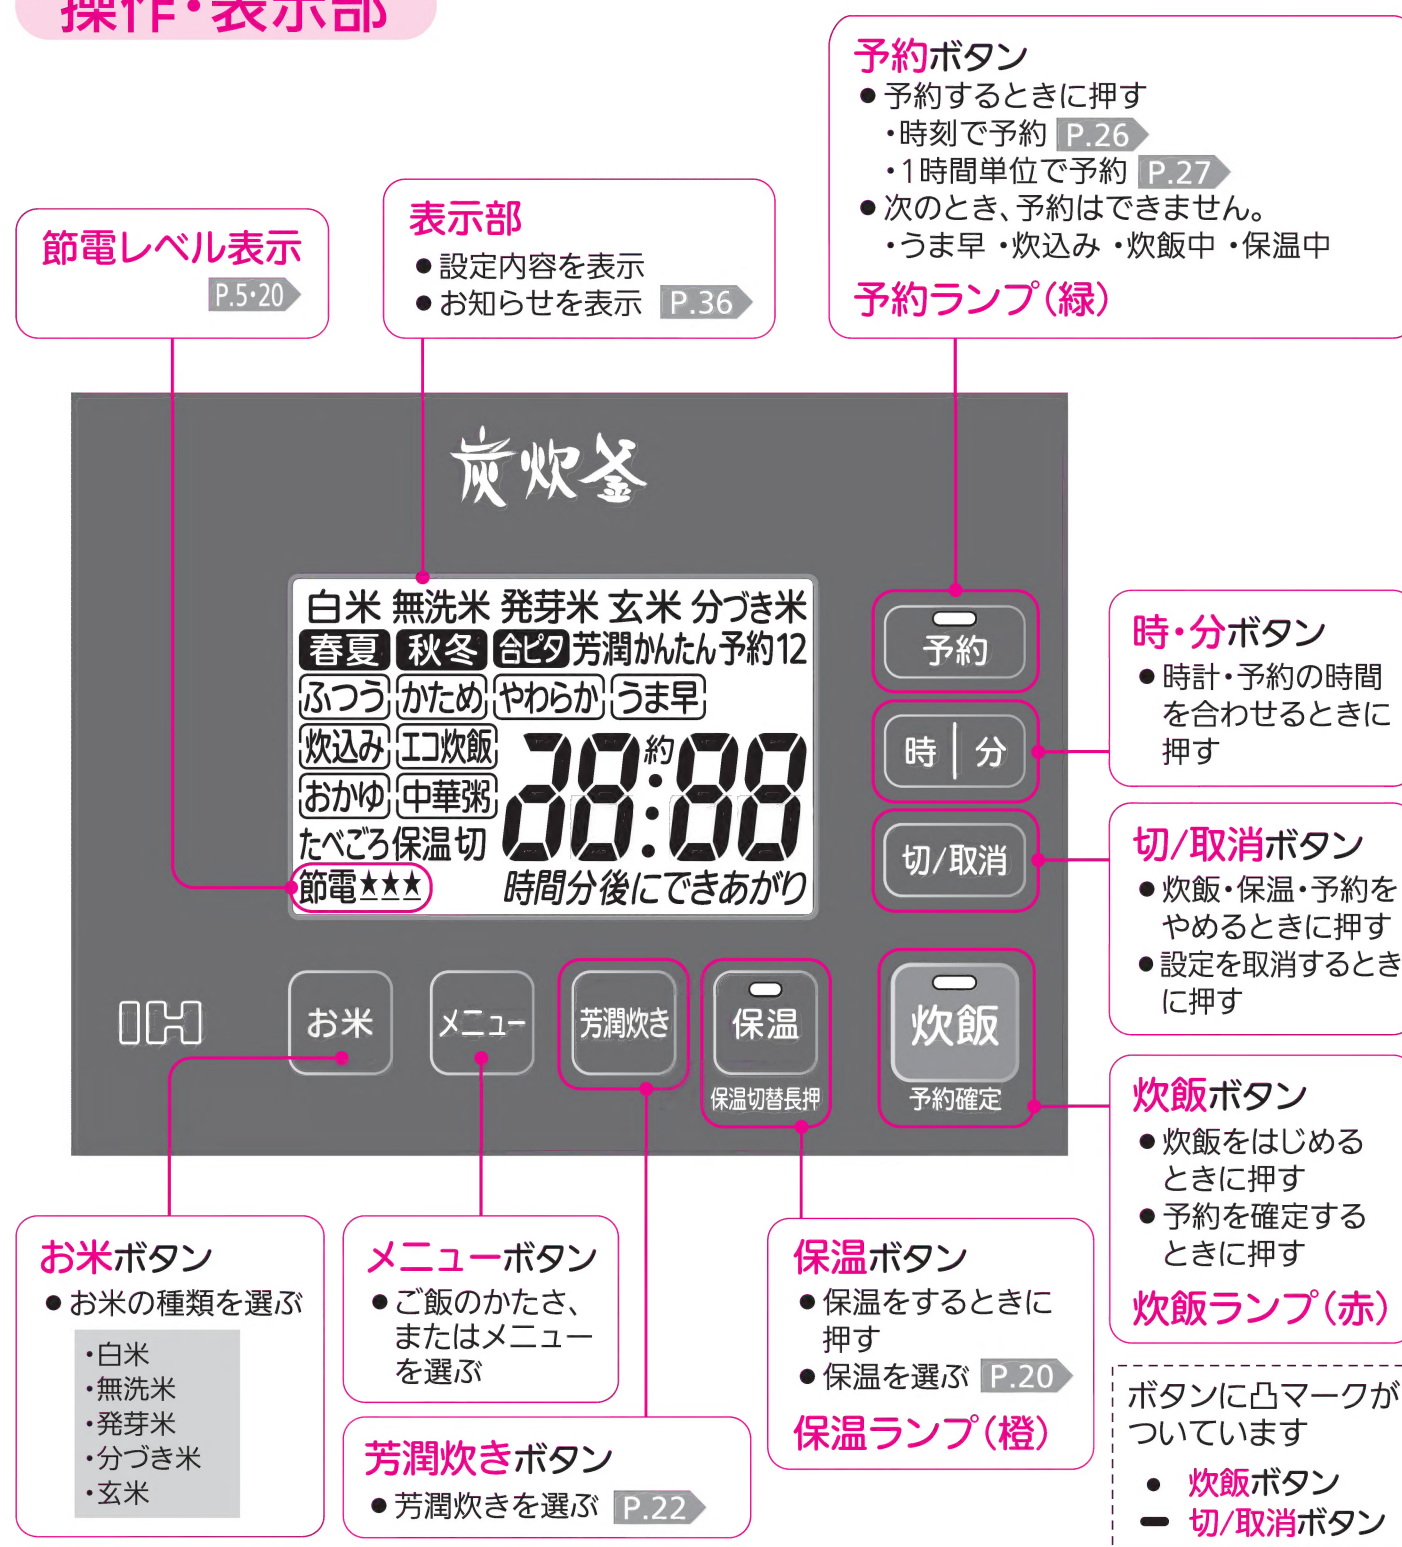 操作・表示部
予約ボタン
●予約するときに押す
・時刻で予約 P.26
・1時間単位で予約 P.27
●次のとき、予約はできません。
・うま早 ・炊込み ・炊飯中 ・保温中
予約ランプ(緑)
表示部
●設定内容を表示
●お知らせを表示 P.36
節電レベル表示
P.5・20
炭炊釜
白米 無洗米 発芽米 玄米 分づき米
春夏 秋冬 合ピタ 芳潤 かんたん予約12
ふつう かため やわらか うま早
炊込み エコ炊飯
おかゆ 中華粥
約
28:88
たべごろ保温切
節電★★★
時間分後にできあがり
予約
時|分
切/取消
IH
お米
メニュー
芳潤炊き
保温
保温切替長押
炊飯
予約確定
時・分ボタン
●時計・予約の時間
を合わせるときに
押す
切/取消ボタン
●炊飯・保温・予約を
やめるときに押す
●設定を取消するとき
に押す
炊飯ボタン
●炊飯をはじめる
ときに押す
●予約を確定する
ときに押す
炊飯ランプ(赤)
お米ボタン
●お米の種類を選ぶ
・白米
・無洗米
・発芽米
・分づき米
・玄米
メニューボタン
●ご飯のかたさ、
またはメニュー
を選ぶ
芳潤炊きボタン
●芳潤炊きを選ぶ P.22
保温ボタン
●保温をするときに
押す
●保温を選ぶ P.20
保温ランプ(橙)
ボタンに凸マークが
ついています
● 炊飯ボタン
━ 切/取消ボタン